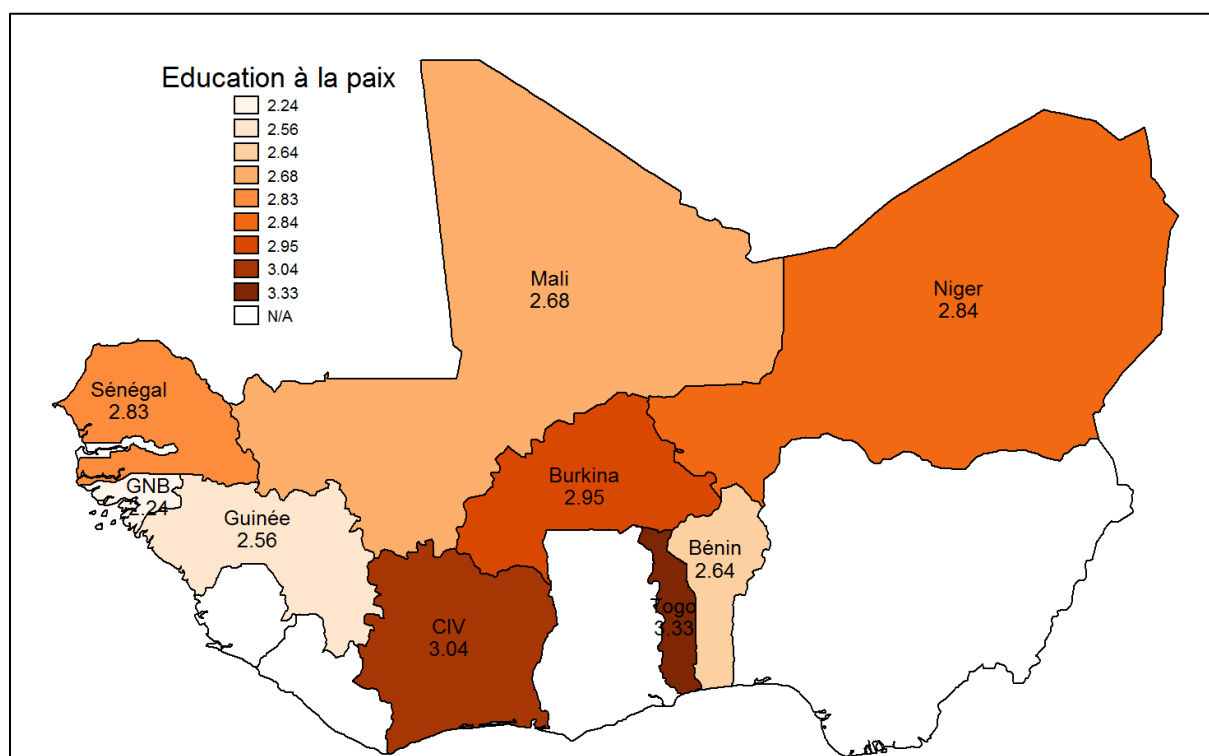 Education à la paix
2.24
2.56
2.64
2.68
2.83
2.84
2.95
3.04
3.33
N/A
Mali
2.68
Niger
2.84
Sénégal
2.83
Burkina
2.95
GNB
2.24
Guinée
2.56
Bénin
2.64
Togo
3.33
CIV
3.04